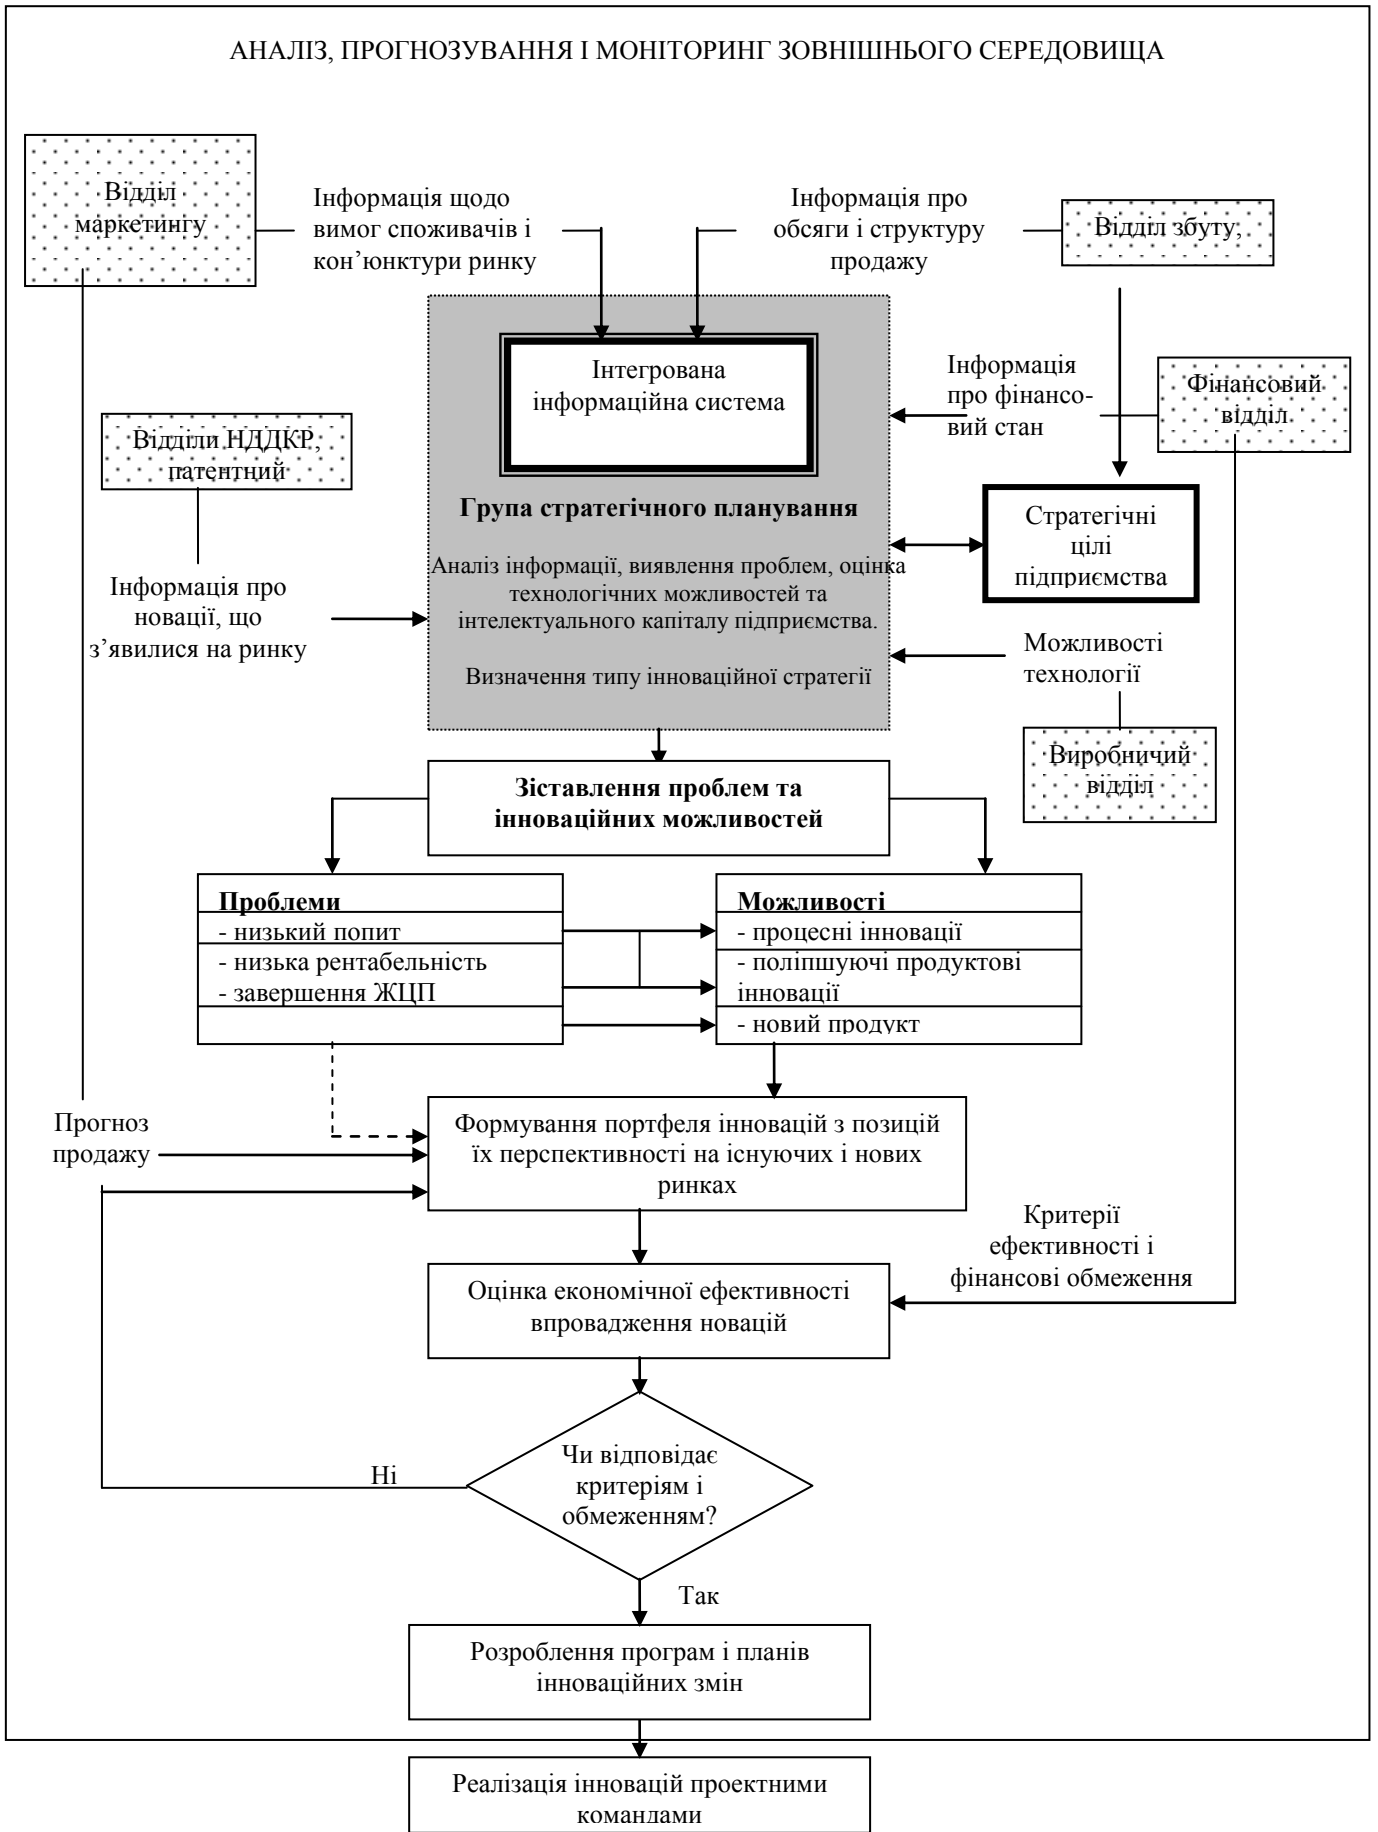 АНАЛІЗ, ПРОГНОЗУВАННЯ І МОНІТОРИНГ ЗОВНІШНЬОГО СЕРЕДОВИЩА
Відділ
маркетингу
Інформація щодо
вимог споживачів і
кон’юнктури ринку
Інформація про
обсяги і структуру
продажу
Відділ збуту,
Інтегрована
інформаційна система
Інформація
про фінансо-
вий стан
Фінансовий
відділ
Відділи НДДКР,
патентний
Група стратегічного планування
Аналіз інформації, виявлення проблем, оцінка
технологічних можливостей та
інтелектуального капіталу підприємства.
Визначення типу інноваційної стратегії
Стратегічні
цілі
підприємства
Інформація про
новації, що
з’явилися на ринку
Можливості
технології
Виробничий
відділ
Зіставлення проблем та
інноваційних можливостей
Проблеми
- низький попит
- низька рентабельність
- завершення ЖЦП
Можливості
- процесні інновації
- поліпшуючі продуктові
інновації
- новий продукт
Прогноз
продажу
Формування портфеля інновацій з позицій
їх перспективності на існуючих і нових
ринках
Критерії
ефективності і
фінансові обмеження
Оцінка економічної ефективності
впровадження новацій
Чи відповідає
критеріям і
обмеженням?
Ні
Так
Розроблення програм і планів
інноваційних змін
Реалізація інновацій проектними
командами